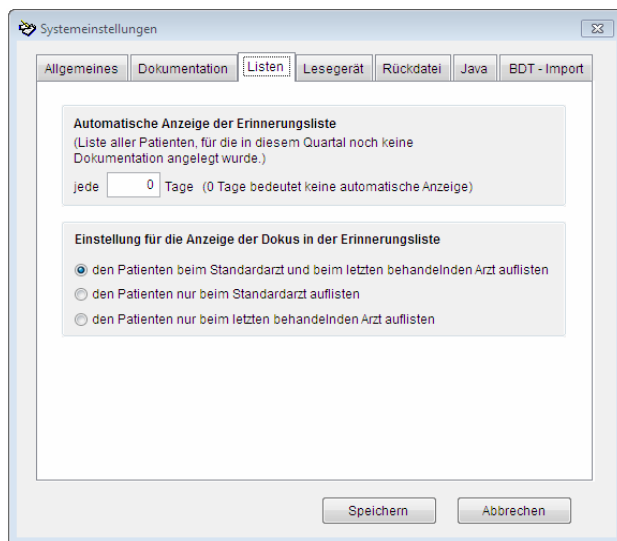 Systemeinstellungen
Allgemeines Dokumentation Listen Lesegerät Rückdatei Java BDT - Import
Automatische Anzeige der Erinnerungsliste
(Liste aller Patienten, für die in diesem Quartal noch keine
Dokumentation angelegt wurde.)
jede 0 Tage (0 Tage bedeutet keine automatische Anzeige)
Einstellung für die Anzeige der Dokus in der Erinnerungsliste
den Patienten beim Standardarzt und beim letzten behandelnden Arzt auflisten
den Patienten nur beim Standardarzt auflisten
den Patienten nur beim letzten behandelnden Arzt auflisten
Speichern Abbrechen